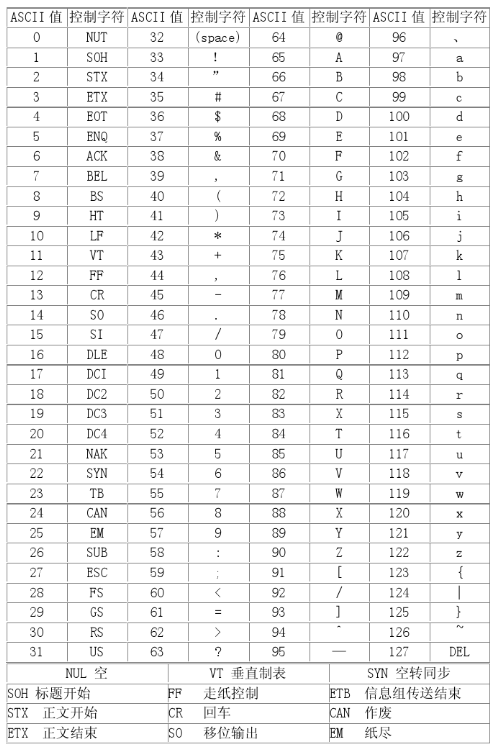 ASCII 值 控制字符 ASCII 值 控制字符 ASCII 值 控制字符 ASCII 值 控制字符
0 NUT 32 (space) 64 @ 96 、
1 SOH 33 ! 65 A 97 a
2 STX 34 ” 66 B 98 b
3 ETX 35 # 67 C 99 c
4 EOT 36 $ 68 D 100 d
5 ENQ 37 % 69 E 101 e
6 ACK 38 & 70 F 102 f
7 BEL 39 , 71 G 103 g
8 BS 40 ( 72 H 104 h
9 HT 41 ) 73 I 105 i
10 LF 42 * 74 J 106 j
11 VT 43 + 75 K 107 k
12 FF 44 , 76 L 108 l
13 CR 45 - 77 M 109 m
14 SO 46 . 78 N 110 n
15 SI 47 / 79 O 111 o
16 DLE 48 0 80 P 112 p
17 DCI 49 1 81 Q 113 q
18 DC2 50 2 82 R 114 r
19 DC3 51 3 83 X 115 s
20 DC4 52 4 84 T 116 t
21 NAK 53 5 85 U 117 u
22 SYN 54 6 86 V 118 v
23 TB 55 7 87 W 119 w
24 CAN 56 8 88 X 120 x
25 EM 57 9 89 Y 121 y
26 SUB 58 : 90 Z 122 z
27 ESC 59 ; 91 [ 123 {
28 FS 60 < 92 / 124 |
29 GS 61 = 93 ] 125 }
30 RS 62 > 94 ^ 126 ~
31 US 63 ? 95 — 127 DEL
NUL 空 VT 垂直制表 SYN 空转同步
SOH 标题开始 FF 走纸控制 ETB 信息组传送结束
STX 正文开始 CR 回车 CAN 作废
ETX 正文结束 SO 移位输出 EM 纸尽